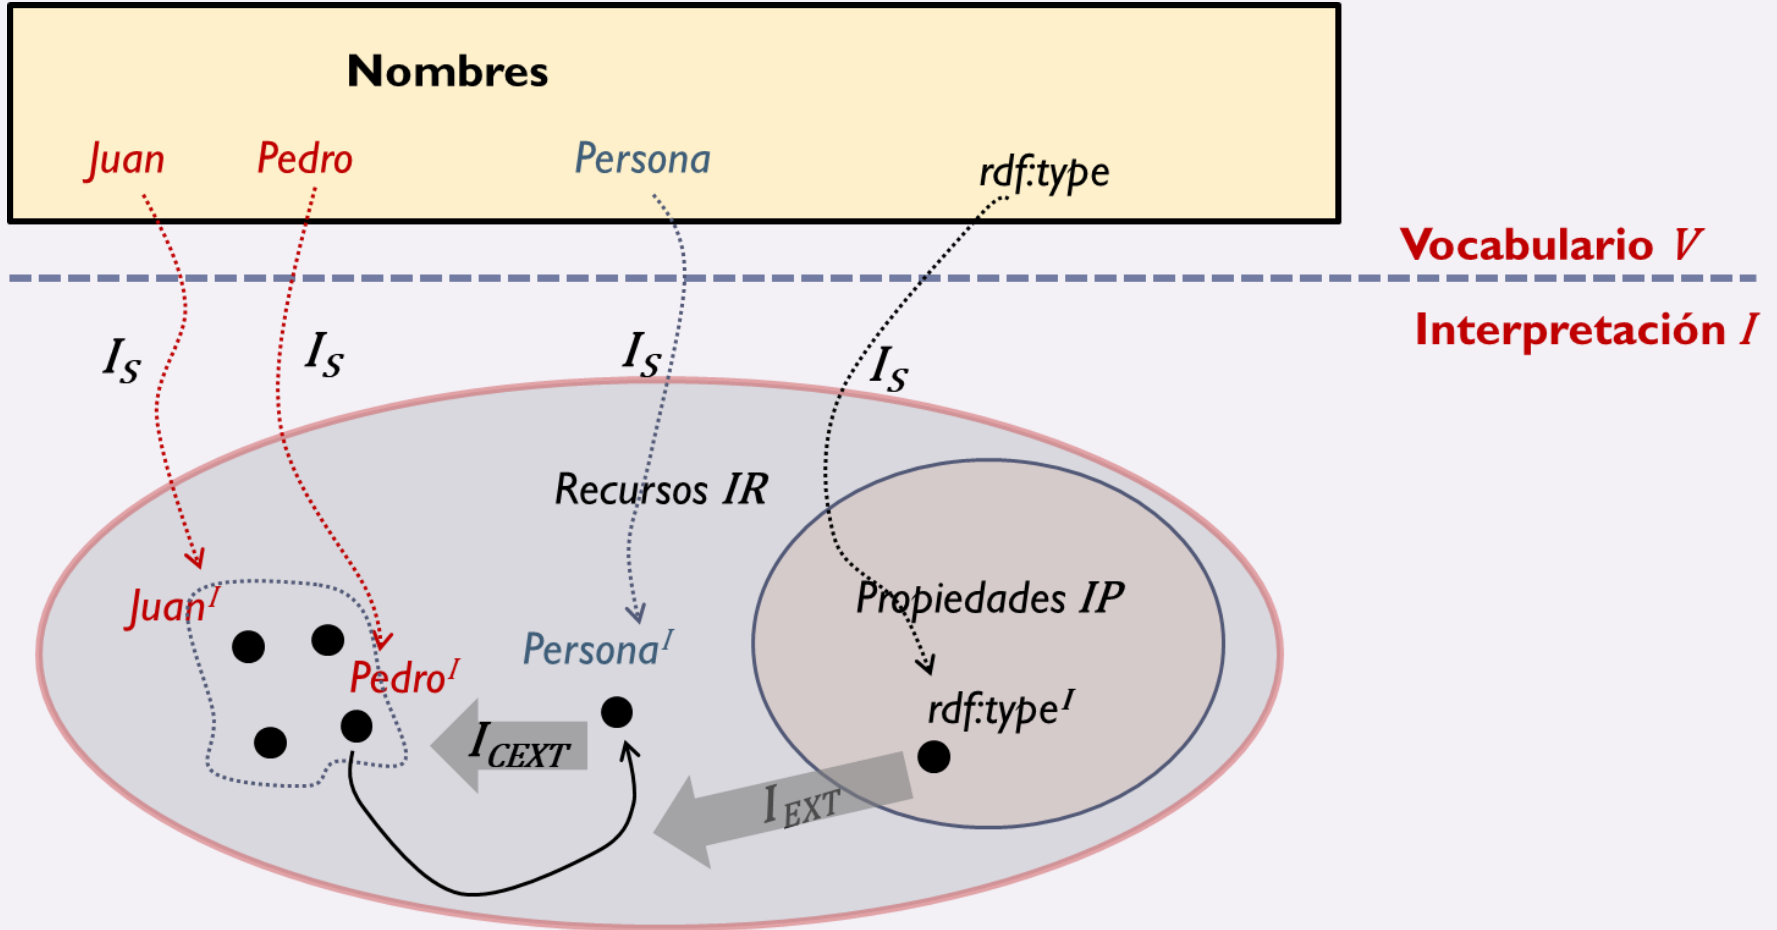 Nombres
Juan Pedro Persona rdf:type
Vocabulario V
Interpretación I
I_S I_S I_S I_S
Recursos IR
Propiedades IP
Juan^I
Persona^I
Pedro^I
rdf:type^I
I_CEXT
I_EXT